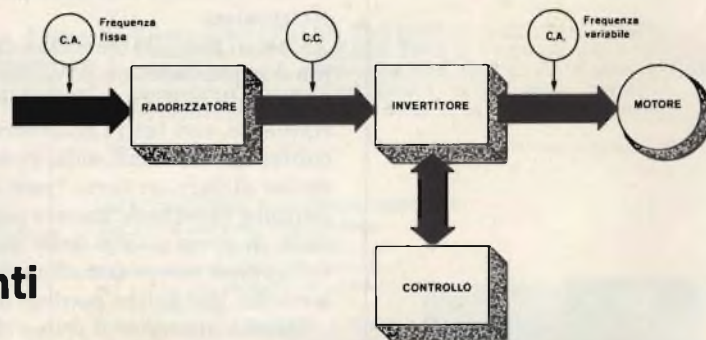 C.A.
Frequenza
fissa
C.C.
C.A.
Frequenza
variabile
RADDRIZZATORE
INVERTITORE
MOTORE
CONTROLLO
nti